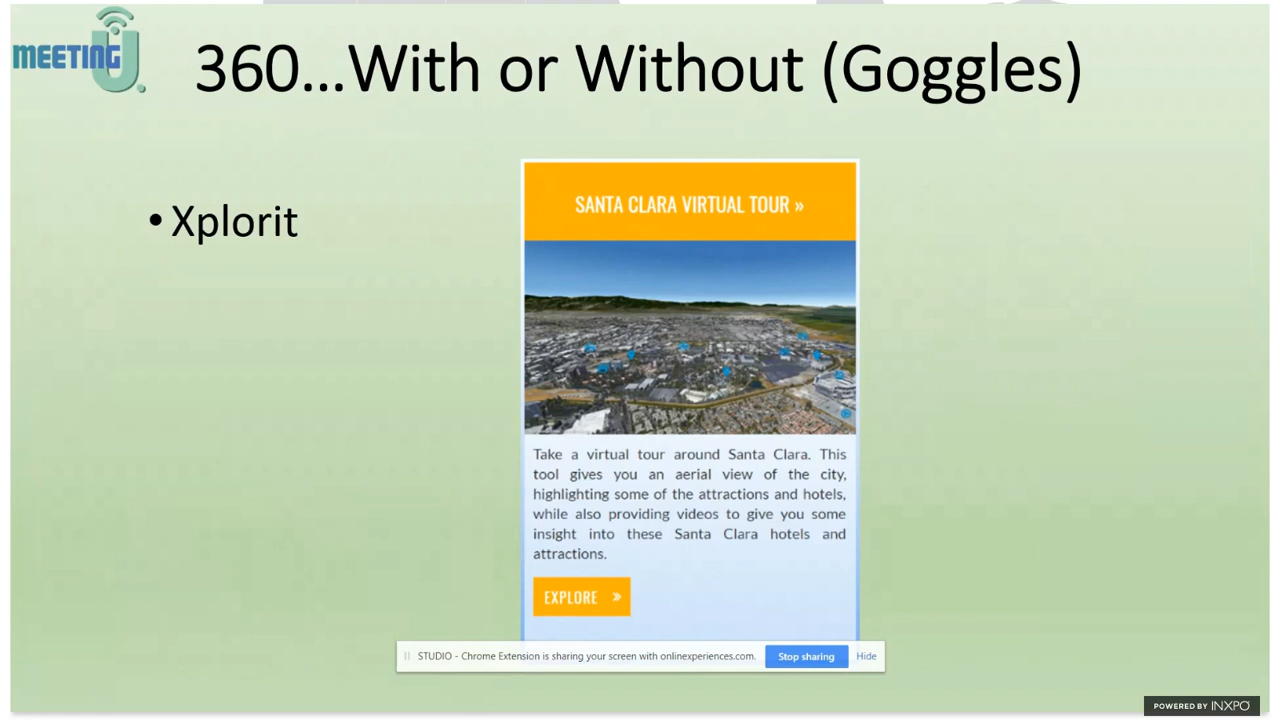 MEETING U
360...With or Without (Goggles)
• Xplorit
SANTA CLARA VIRTUAL TOUR »
Take a virtual tour around Santa Clara. This
tool gives you an aerial view of the city,
highlighting some of the attractions and hotels,
while also providing videos to give you some
insight into these Santa Clara hotels and
attractions.
EXPLORE »
STUDIO - Chrome Extension is sharing your screen with onlinexperiences.com. Stop sharing Hide
POWERED BY INXPO